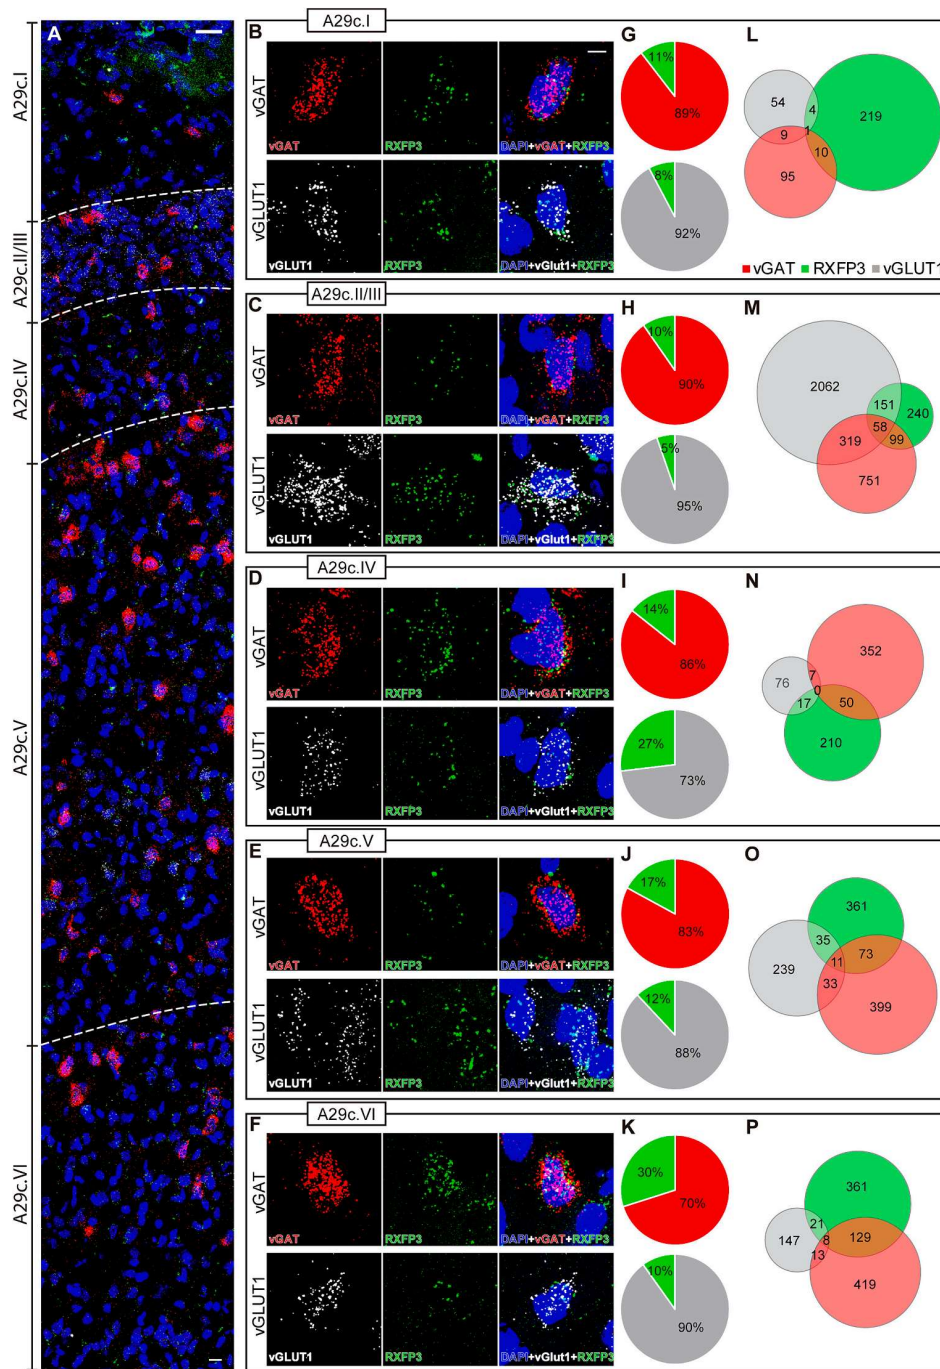 A
A29c.I
A29c.II/III
A29c.IV
A29c.V
A29c.VI
A29c.I
B
vGAT
vGAT
RXFP3
DAPI+vGAT+RXFP3
vGLUT1
vGLUT1
RXFP3
DAPI+vGlut1+RXFP3
G
11%
89%
8%
92%
L
54
4
219
9
1
10
95
vGAT RXFP3 vGLUT1
A29c.II/III
C
vGAT
vGAT
RXFP3
DAPI+vGAT+RXFP3
vGLUT1
vGLUT1
RXFP3
DAPI+vGlut1+RXFP3
H
10%
90%
5%
95%
M
2062
151
240
58
319
99
751
A29c.IV
D
vGAT
vGAT
RXFP3
DAPI+vGAT+RXFP3
vGLUT1
vGLUT1
RXFP3
DAPI+vGlut1+RXFP3
I
14%
86%
27%
73%
N
352
76
7
0
17
50
210
A29c.V
E
vGAT
vGAT
RXFP3
DAPI+vGAT+RXFP3
vGLUT1
vGLUT1
RXFP3
DAPI+vGlut1+RXFP3
J
17%
83%
12%
88%
O
361
35
73
239
11
33
399
A29c.VI
F
vGAT
vGAT
RXFP3
DAPI+vGAT+RXFP3
vGLUT1
vGLUT1
RXFP3
DAPI+vGlut1+RXFP3
K
30%
70%
10%
90%
P
361
21
147
8
129
13
419